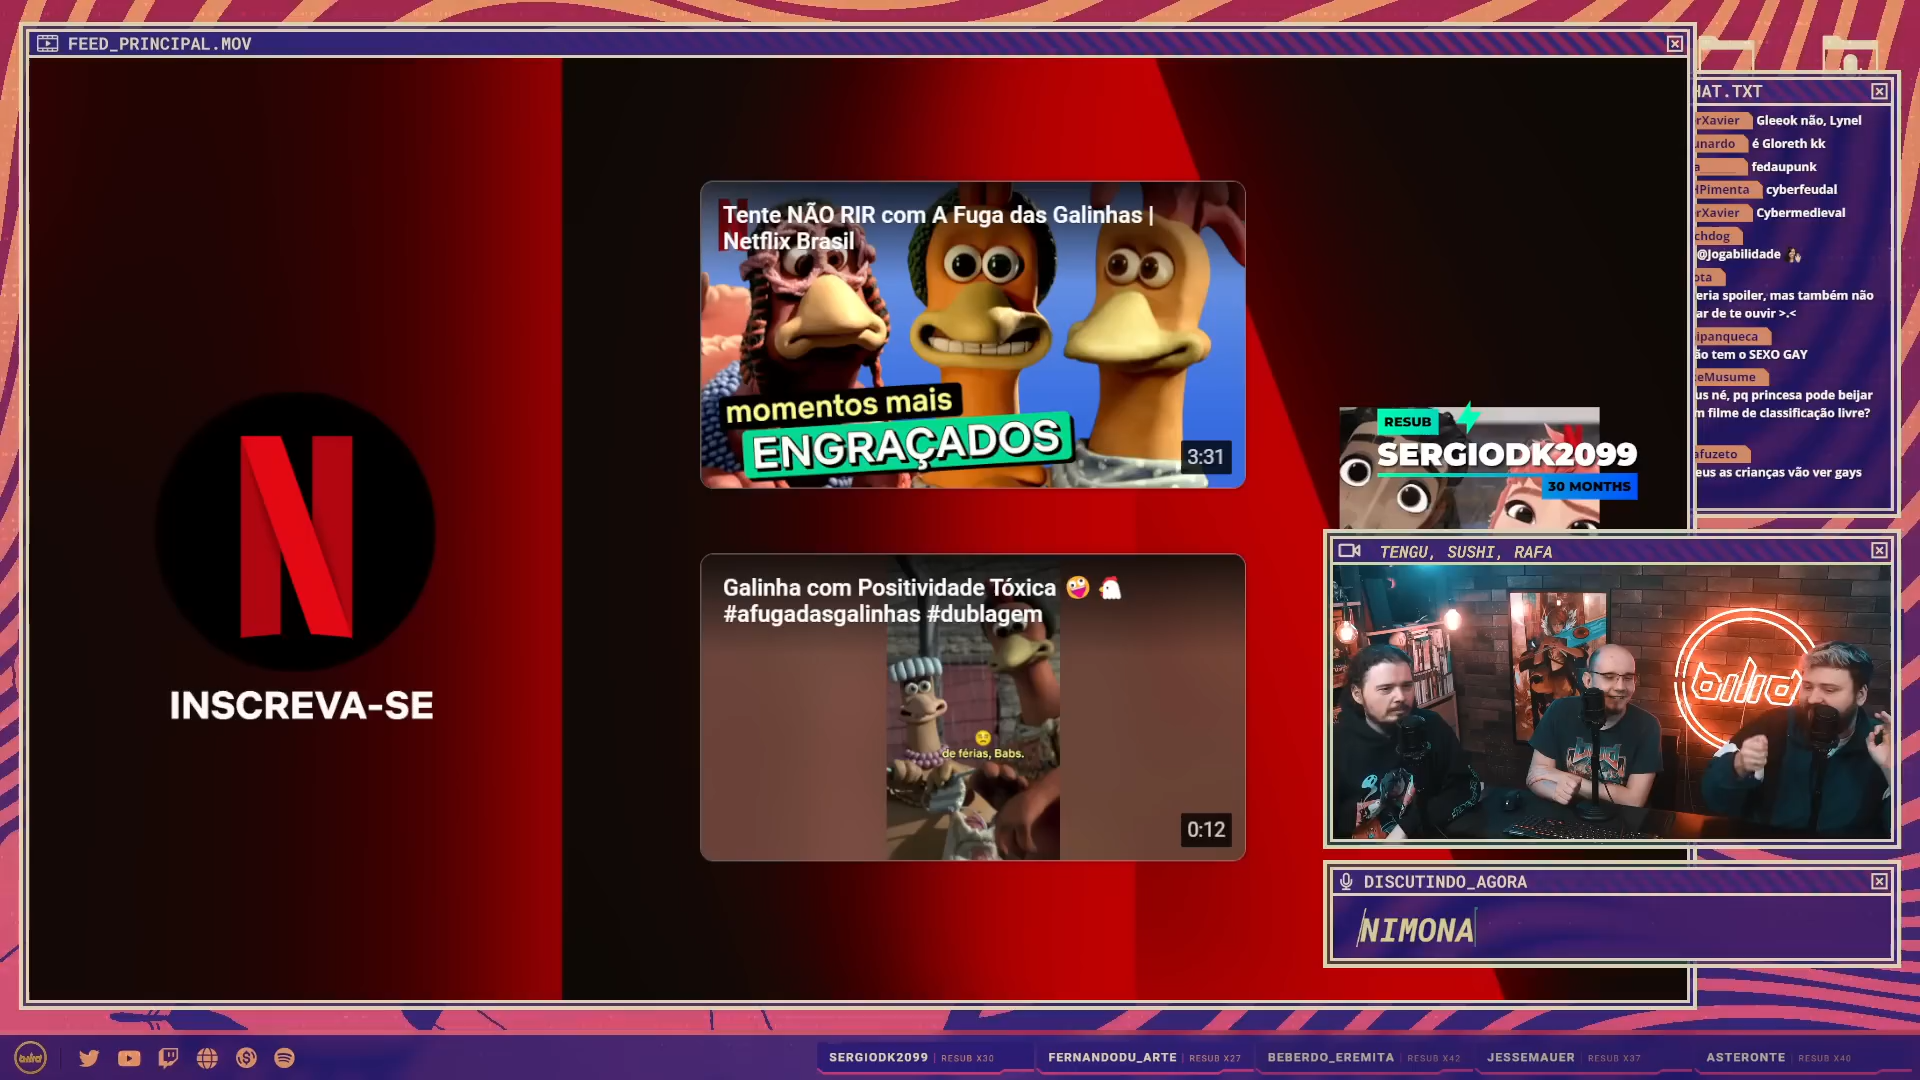 FEED_PRINCIPAL.MOV
Tente NÃO RIR com A Fuga das Galinhas |
Netflix Brasil
momentos mais
ENGRAÇADOS
3:31
INSCREVA-SE
Galinha com Positividade Tóxica 🤪 🐔
#afugadasgalinhas #dublagem
de férias, Babs.
0:12
RESUB
SERGIODK2099
30 MONTHS
HAT.TXT
rXavier Gleeok não, Lynel
unardo é Gloreth kk
a fedaupunk
HPimenta cyberfeudal
rXavier Cybermedieval
chdog
@Jogabilidade
ota
eria spoiler, mas também não
ar de te ouvir >.<
ipanqueca
ão tem o SEXO GAY
eMusume
us né, pq princesa pode beijar
m filme de classificação livre?
afuzeto
eus as crianças vão ver gays
TENGU, SUSHI, RAFA
DISCUTINDO_AGORA
NIMONA
SERGIODK2099 | RESUB X30
FERNANDODU_ARTE | RESUB X27
BEBERDO_EREMITA | RESUB X42
JESSEMAUER | RESUB X37
ASTERONTE | RESUB X40